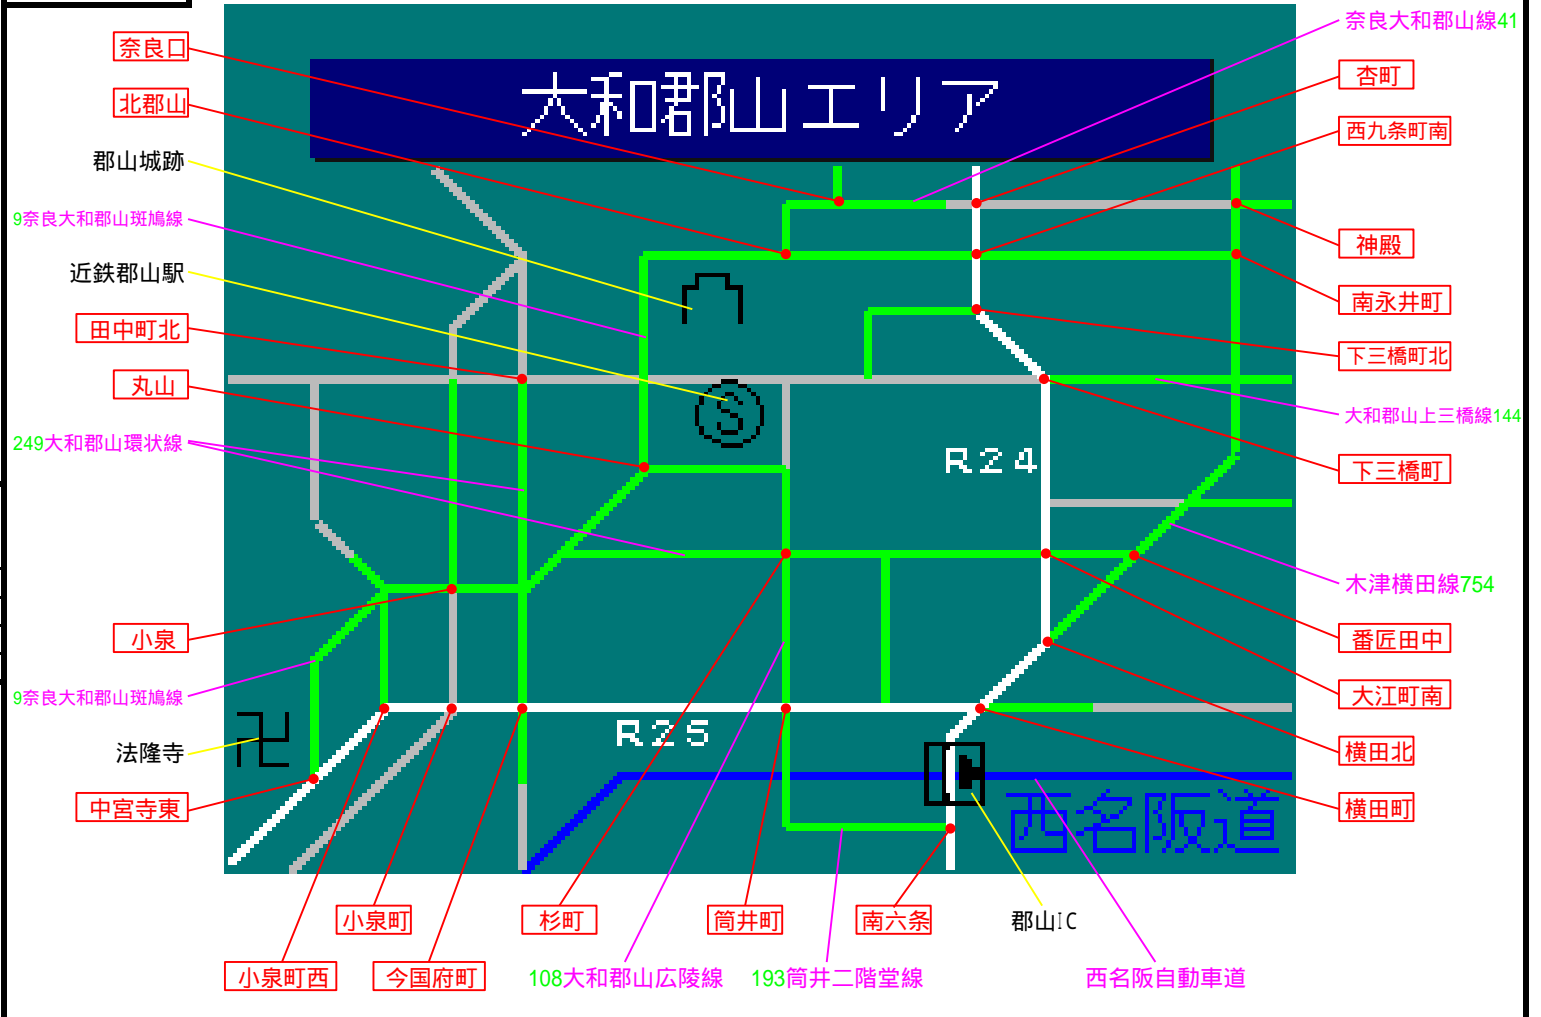 大和郡山エリア
奈良口
北郡山
郡山城跡
9奈良大和郡山斑鳩線
近鉄郡山駅
田中町北
丸山
249大和郡山環状線
小泉
9奈良大和郡山斑鳩線
法隆寺
中宮寺東
奈良大和郡山線41
杏町
西九条町南
神殿
南永井町
下三橋町北
大和郡山上三橋線144
下三橋町
木津横田線754
番匠田中
大江町南
横田北
横田町
R24
R25
S
卍
西名阪道
小泉町
杉町
筒井町
南六条
郡山IC
小泉町西
今国府町
108大和郡山広陵線
193筒井二階堂線
西名阪自動車道